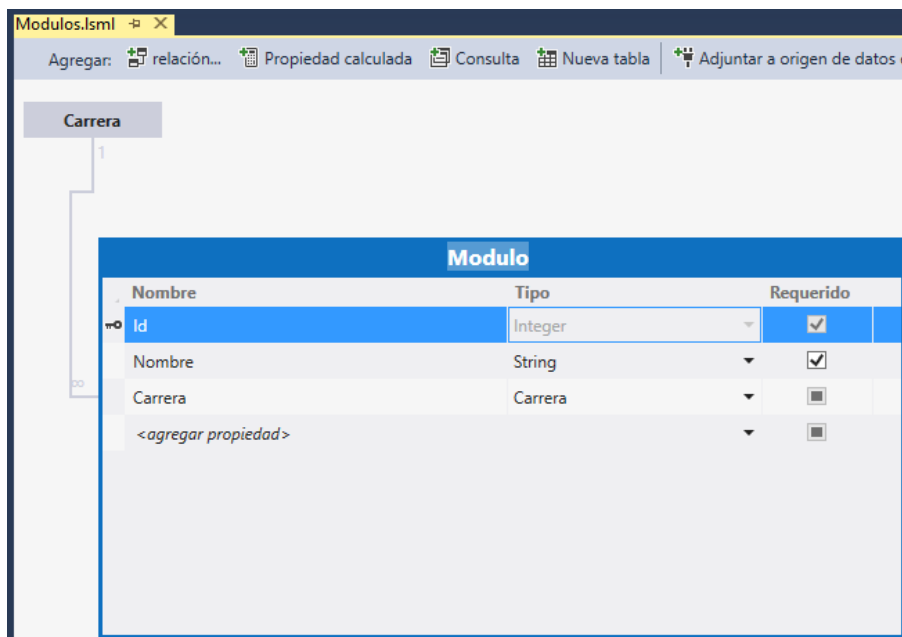 Modulos.lsml
Agregar: relación... Propiedad calculada Consulta Nueva tabla Adjuntar a origen de datos
Carrera
1
Modulo
Nombre Tipo Requerido
Id Integer
Nombre String
∞
Carrera Carrera
<agregar propiedad>